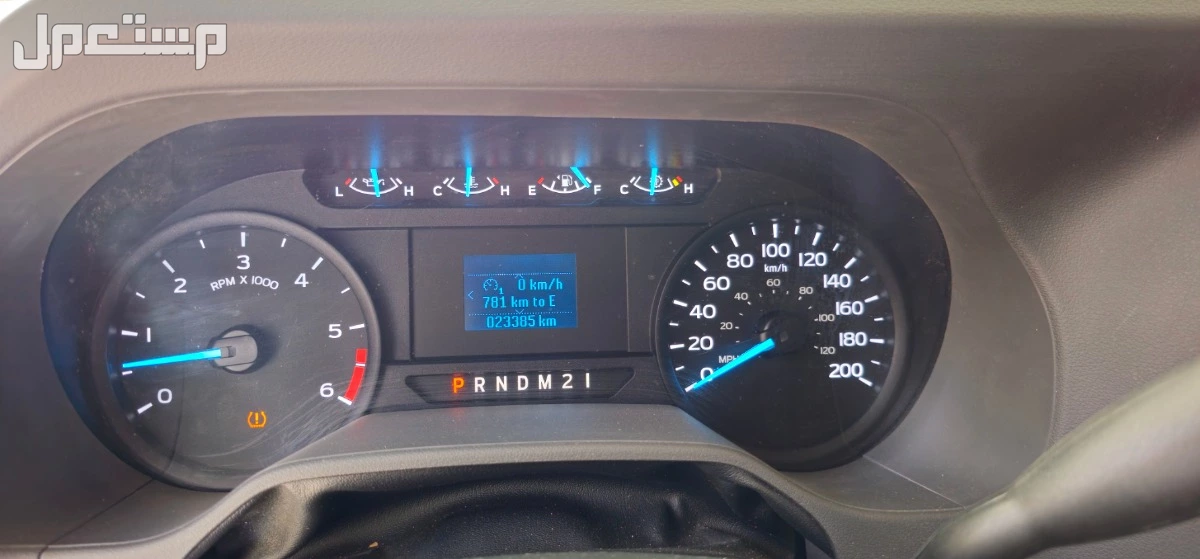 مستعمل
L H C H E F C H
0 1 2 3 4 5 6
RPM X 1000
1 0 km/h
781 km to E
023385 km
P R N D M 2 1
0 20 40 60 80 100 120 140 160 180 200
km/h
20 40 60 80 100 120
MPH